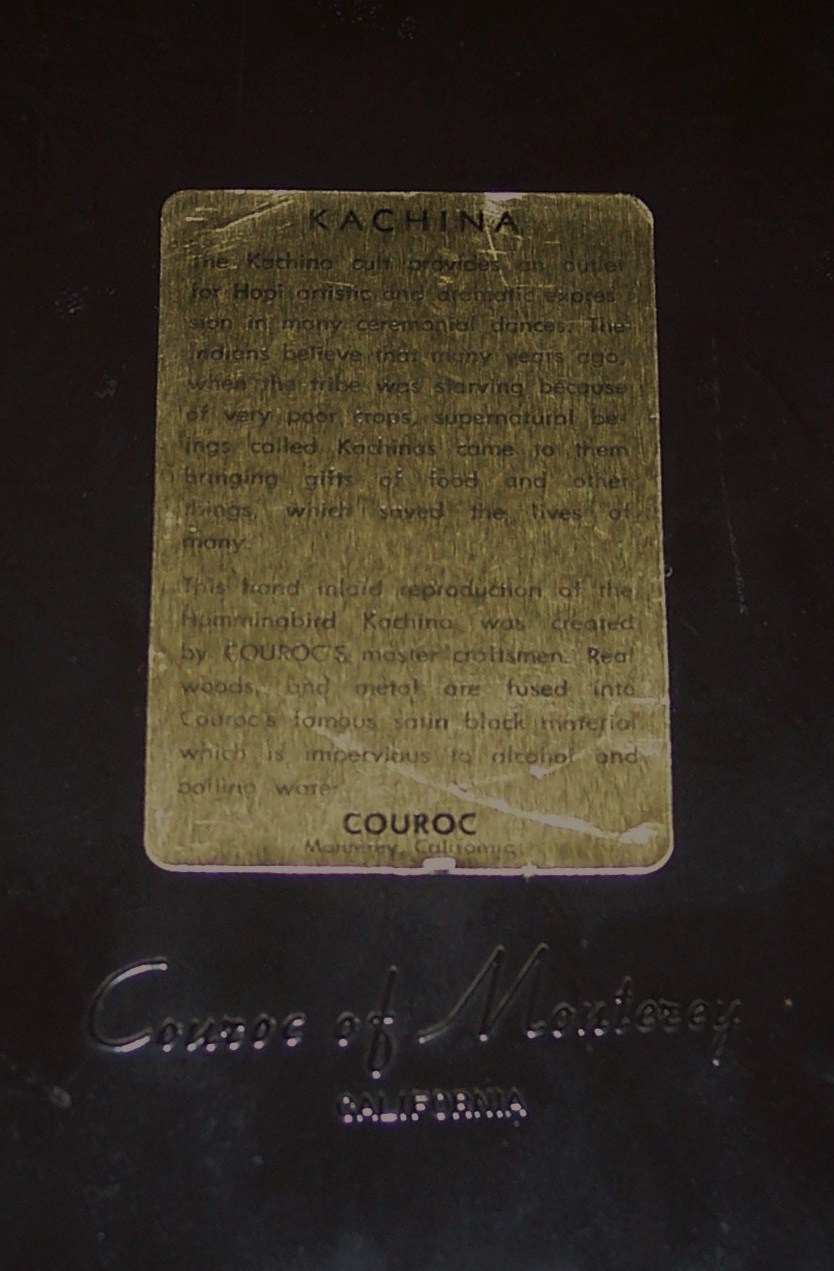 KACHINA
The Kachina cult provides an outlet
for Hopi artistic and dramatic expres-
sion in many ceremonial dances. The
Indians believe that many years ago,
when the tribe was starving because
of very poor crops, supernatural be-
ings called Kachinas came to them
bringing gifts of food and other
things, which saved the lives of
many.
This hand inlaid reproduction of the
Hummingbird Kachina was created
by COUROC'S master craftsmen. Real
woods, and metal are fused into
Couroc's famous satin black material
which is impervious to alcohol and
boiling water.
COUROC
Monterey, California
Couroc of Monterey
CALIFORNIA